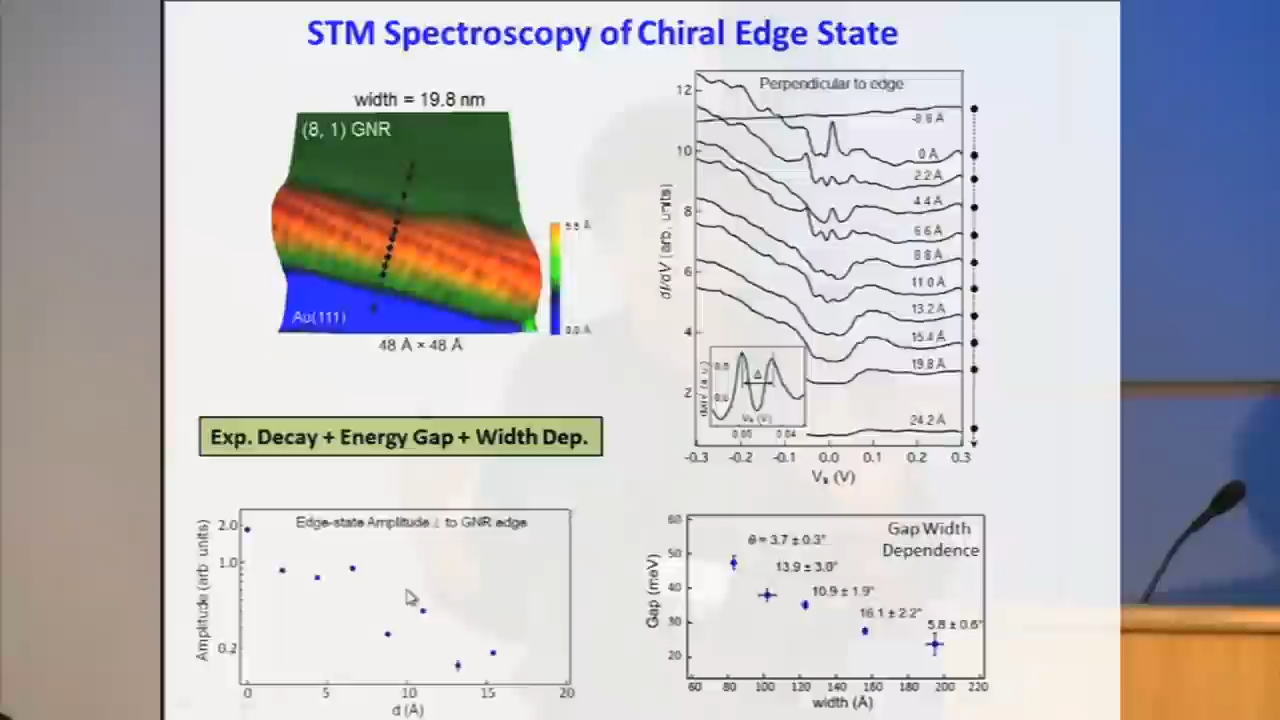 STM Spectroscopy of Chiral Edge State
width = 19.8 nm
(8, 1) GNR
Au(111)
48 Å × 48 Å
Exp. Decay + Energy Gap + Width Dep.
Perpendicular to edge
dI/dV (arb. units)
12
10
8
6
4
2
0 Å
2.2 Å
4.4 Å
6.6 Å
8.8 Å
11.0 Å
13.2 Å
15.4 Å
19.8 Å
24.2 Å
Δ
0.00 0.04
-0.3 -0.2 -0.1 0.0 0.1 0.2 0.3
Vs (V)
Edge-state Amplitude ⊥ to GNR edge
Amplitude (arb. units)
2.0
1.0
0.2
0 5 10 15 20
d (Å)
Gap Width
Dependence
Gap (meV)
60
50
40
30
20
θ = 3.7 ± 0.3°
13.9 ± 3.0°
10.9 ± 1.9°
16.1 ± 2.2°
5.8 ± 0.6°
60 80 100 120 140 160 180 200 220
width (Å)